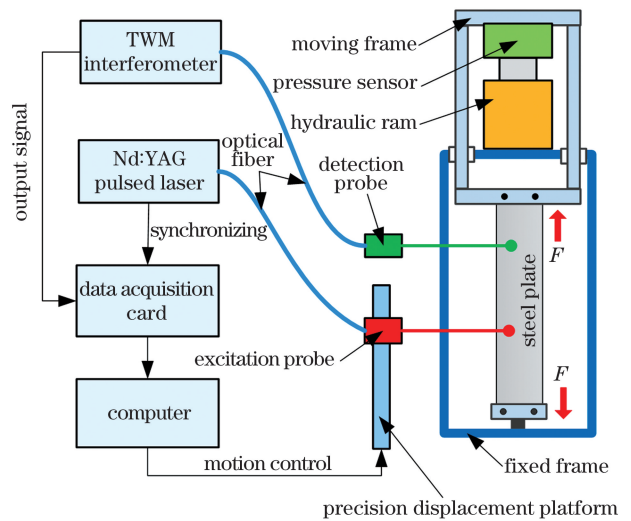 TWM
interferometer
output signal
Nd:YAG
pulsed laser
optical
fiber
synchronizing
data acquisition
card
computer
motion control
moving frame
pressure sensor
hydraulic ram
detection
probe
excitation probe
steel plate
F
F
fixed frame
precision displacement platform